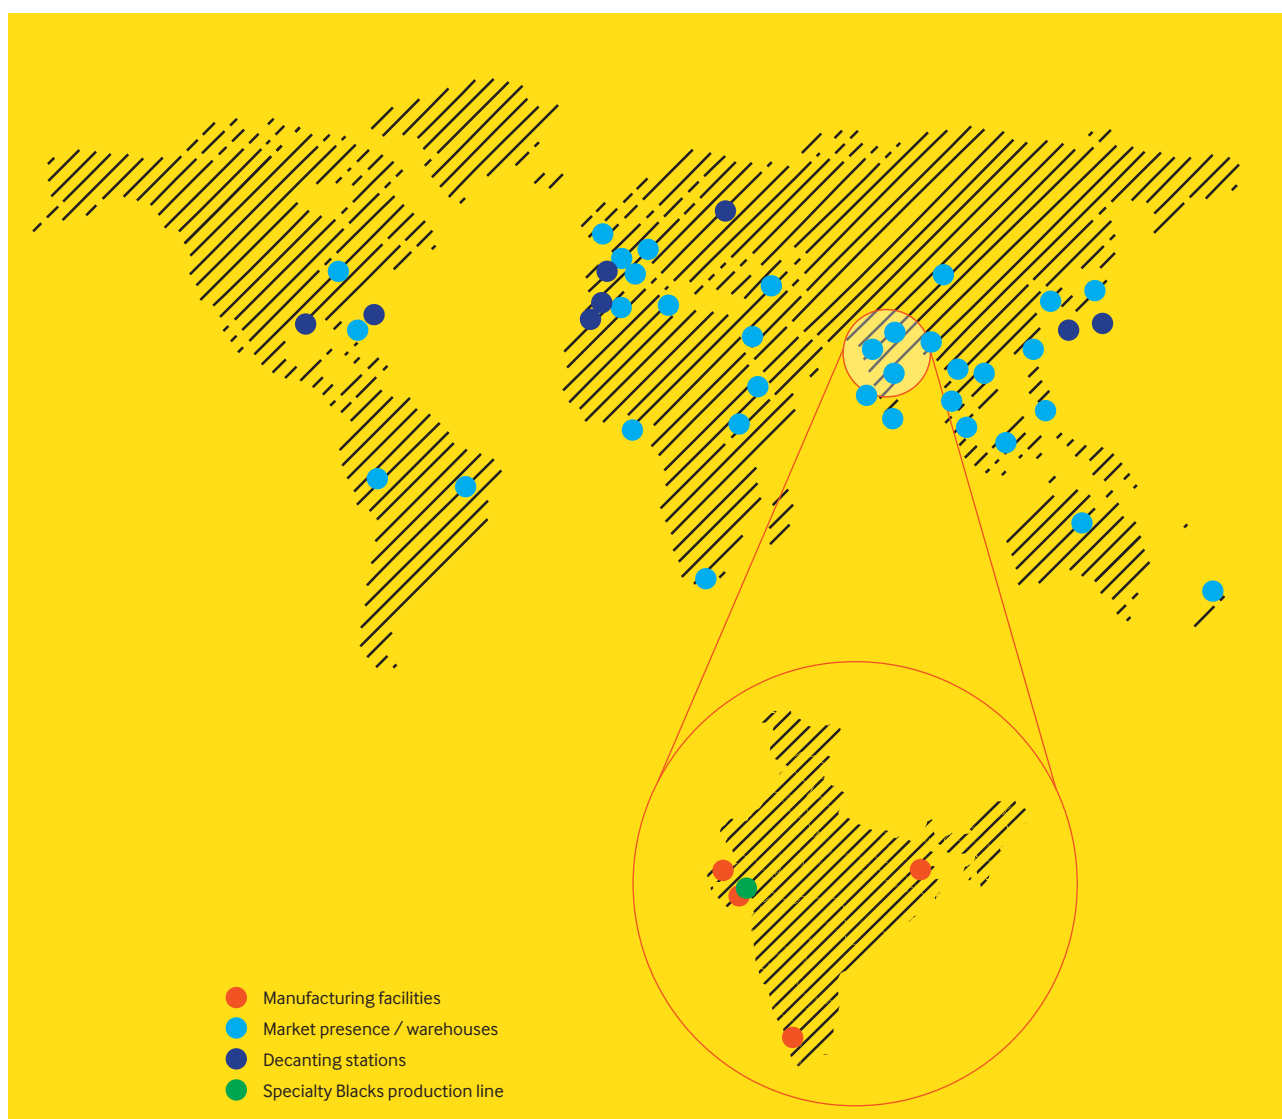 Manufacturing facilities
Market presence / warehouses
Decanting stations
Specialty Blacks production line